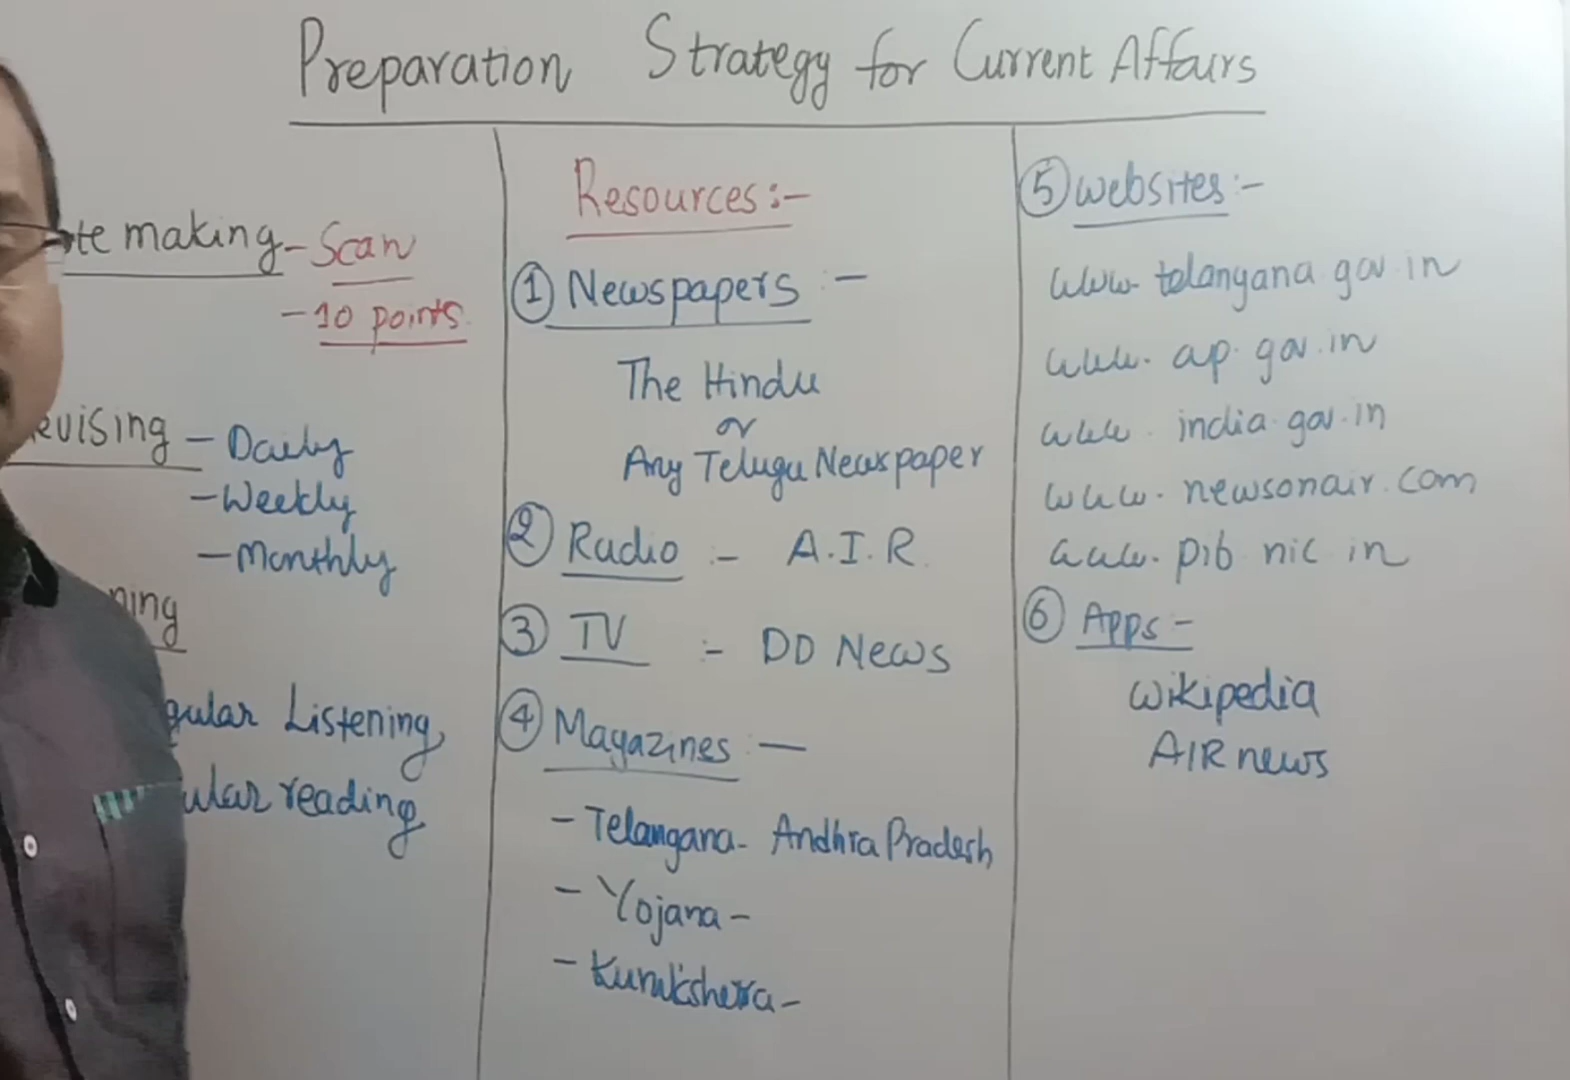 Preparation Strategy for Current Affairs
te making - Scan
- 10 points
evising - Daily
- Weekly
- Monthly
ning
gular Listening
ular reading
Resources :-
① Newspapers :-
The Hindu
or
Any Telugu Newspaper
② Radio :- A.I.R.
③ TV :- DD News
④ Magazines :-
- Telangana - Andhra Pradesh
- Yojana -
- Kurukshetra -
⑤ websites :-
www. telangana.gov.in
www. ap. gov.in
www. india.gov.in
www. newsonair.com
www. pib nic in
⑥ Apps -
Wikipedia
AIR news